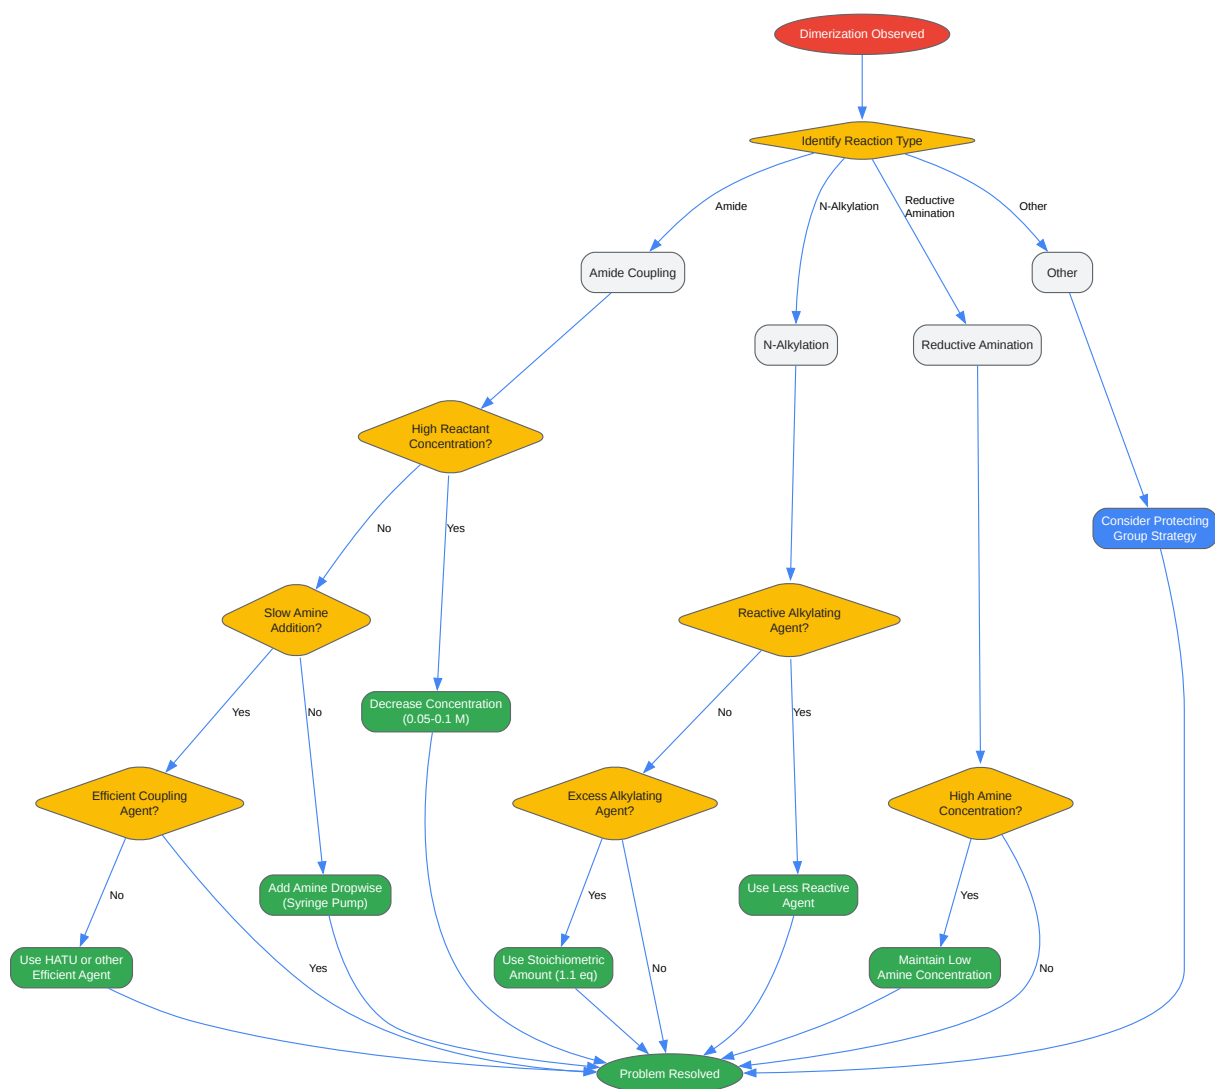 Dimerization Observed
Identify Reaction Type
Amide
N-Alkylation
Reductive
Amination
Other
Amide Coupling
Other
N-Alkylation
Reductive Amination
High Reactant
Concentration?
No
Yes
Consider Protecting
Group Strategy
Slow Amine
Addition?
Reactive Alkylating
Agent?
Yes
No
Decrease Concentration
(0.05-0.1 M)
No
Yes
Efficient Coupling
Agent?
Excess Alkylating
Agent?
High Amine
Concentration?
No
Add Amine Dropwise
(Syringe Pump)
Yes
Use Less Reactive
Agent
Yes
Use HATU or other
Efficient Agent
Yes
Use Stoichiometric
Amount (1.1 eq)
No
Maintain Low
Amine Concentration
No
Problem Resolved